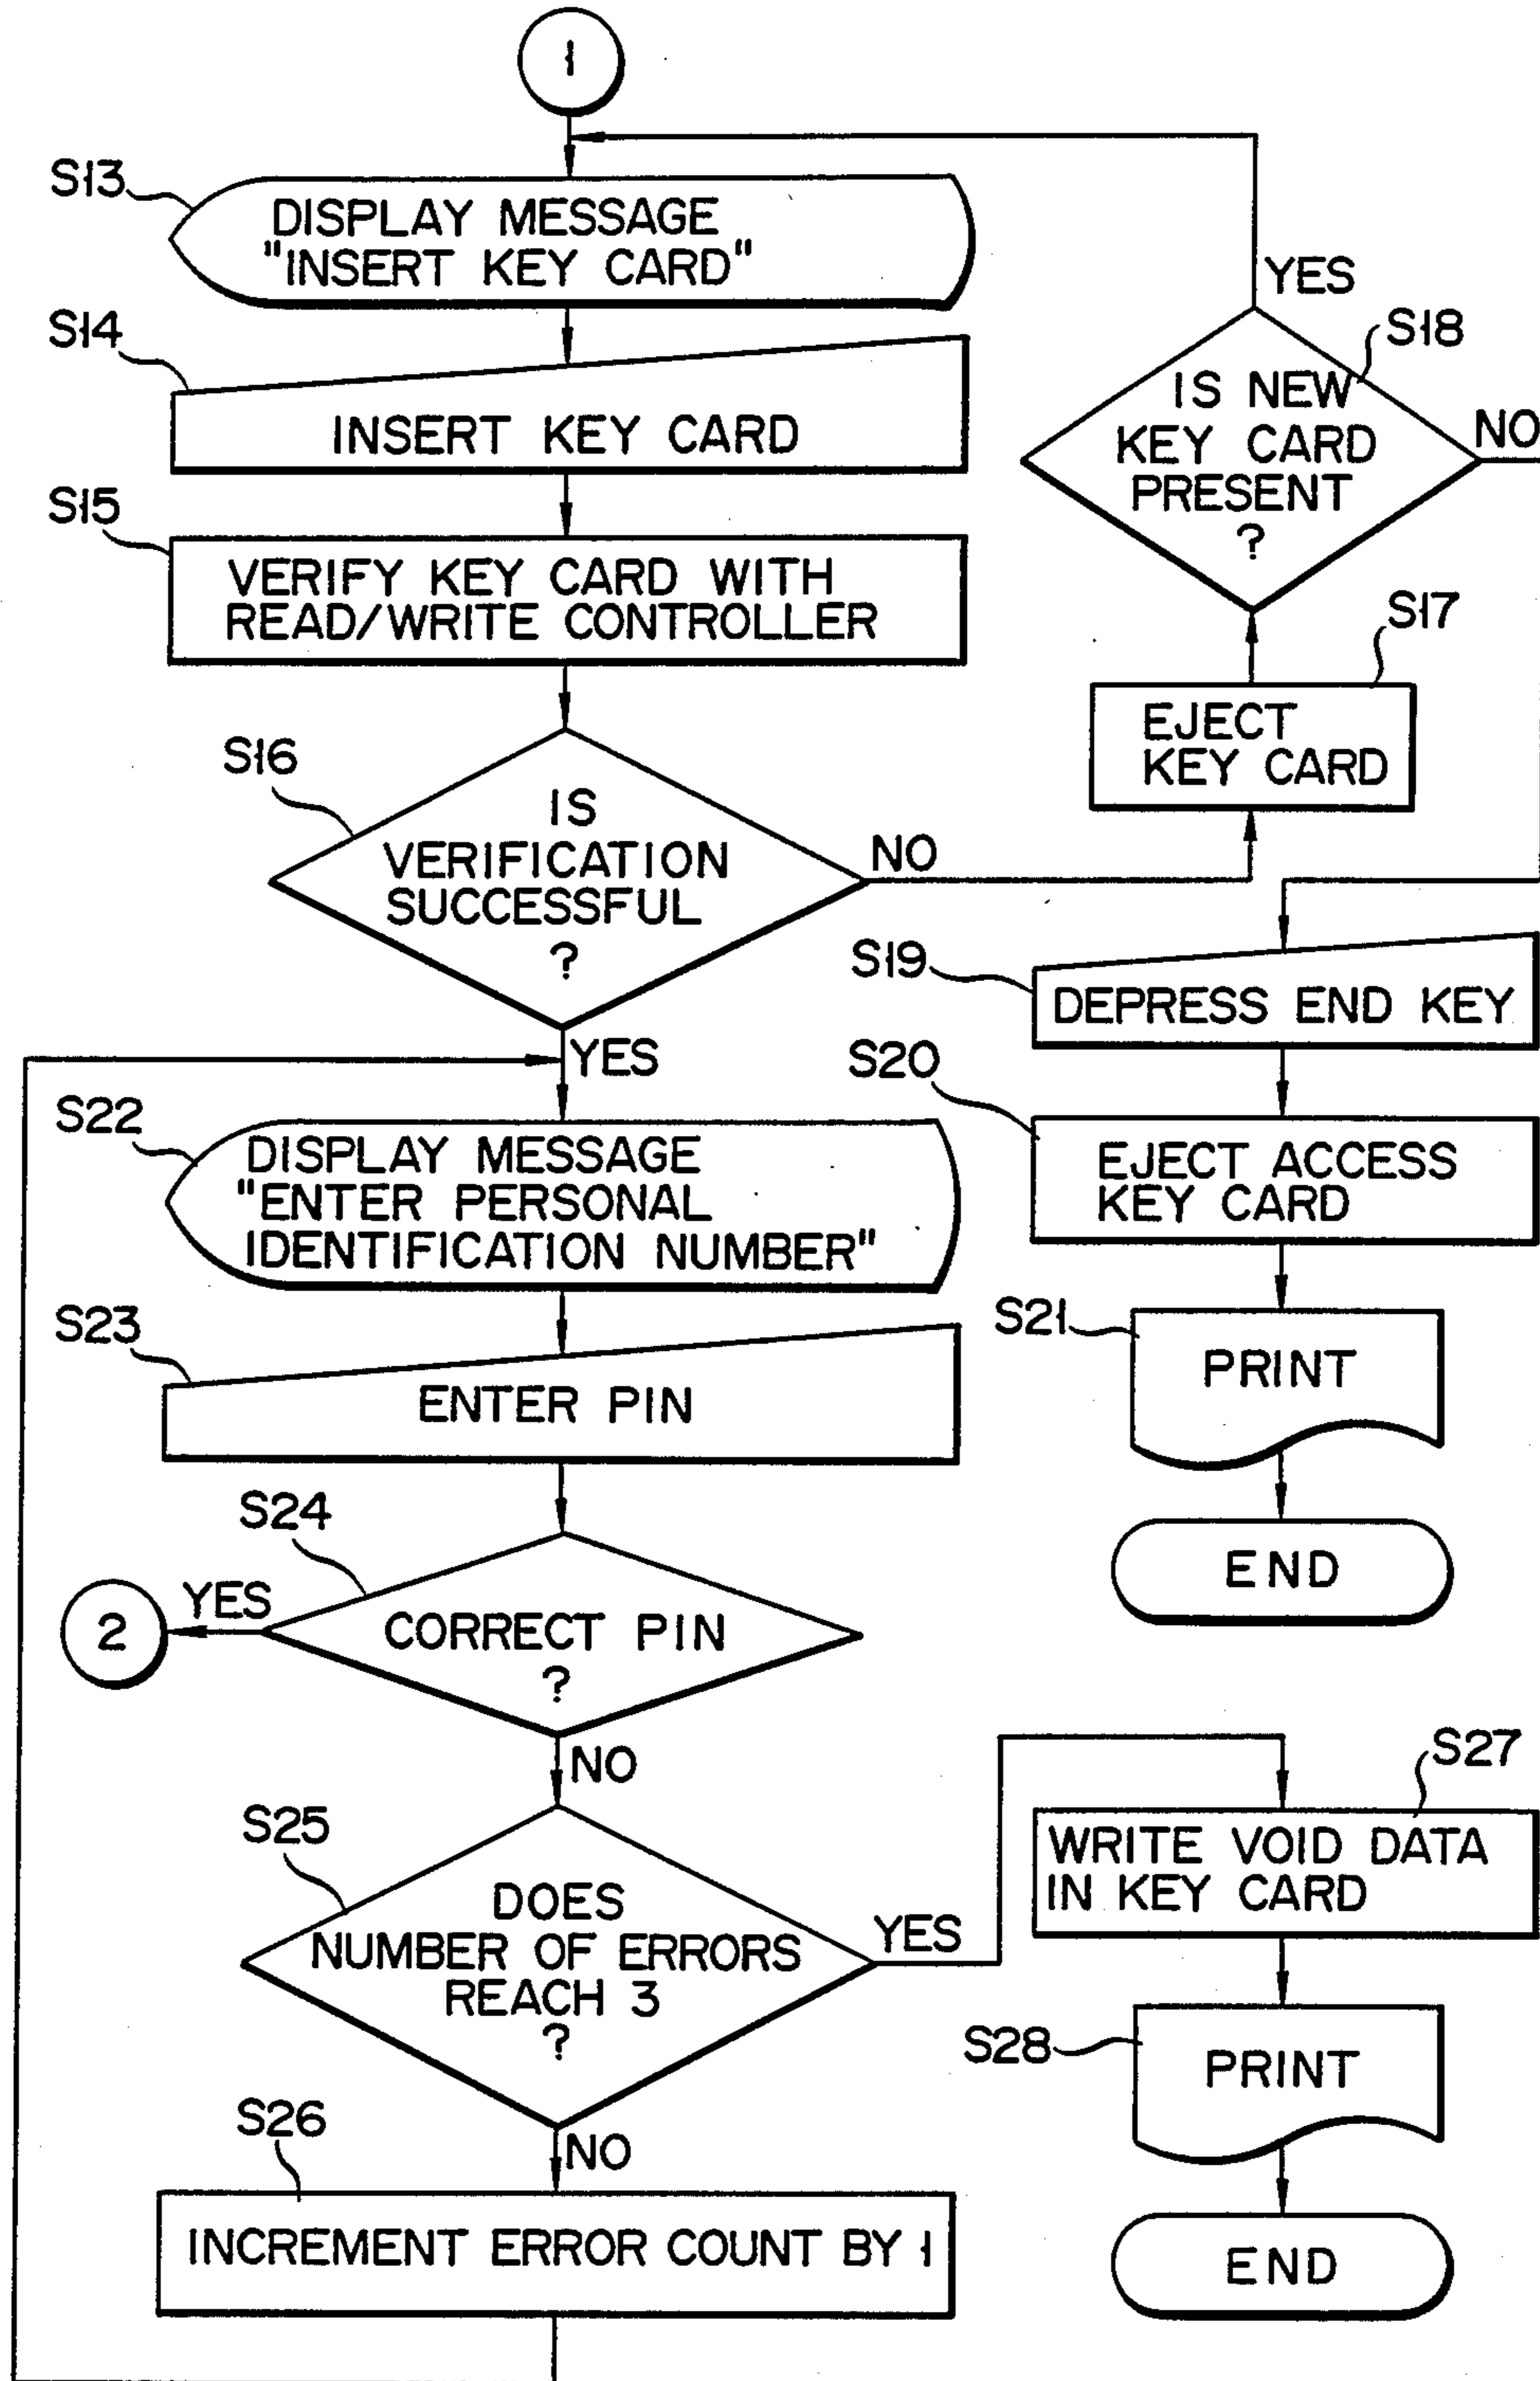 1
S13
DISPLAY MESSAGE
"INSERT KEY CARD"
S14
INSERT KEY CARD
S15
VERIFY KEY CARD WITH
READ/WRITE CONTROLLER
S16
IS
VERIFICATION
SUCCESSFUL
?
NO
YES
S17
EJECT
KEY CARD
S18
IS NEW
KEY CARD
PRESENT
?
YES
NO
S19
DEPRESS END KEY
S20
EJECT ACCESS
KEY CARD
S21
PRINT
END
S22
DISPLAY MESSAGE
"ENTER PERSONAL
IDENTIFICATION NUMBER"
S23
ENTER PIN
S24
CORRECT PIN
?
YES
2
NO
S25
DOES
NUMBER OF ERRORS
REACH 3
?
YES
NO
S26
INCREMENT ERROR COUNT BY 1
S27
WRITE VOID DATA
IN KEY CARD
S28
PRINT
END